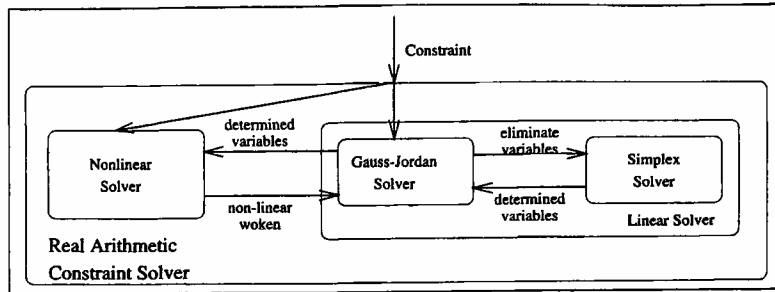 Constraint
determined
variables
eliminate
variables
Nonlinear
Solver
Gauss-Jordan
Solver
Simplex
Solver
non-linear
woken
determined
variables
Linear Solver
Real Arithmetic
Constraint Solver